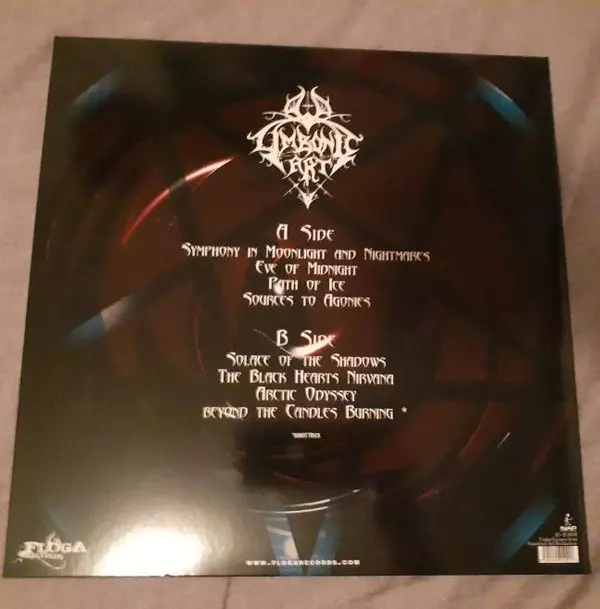 LIMBONIC
ART
A SIDE
SYMPHONY IN MOONLIGHT AND NIGHTMARES
EVE OF MIDNIGHT
PATH OF ICE
SOURCES TO AGONIES
B SIDE
SOLACE OF THE SHADOWS
THE BLACK HEARTS NIRVANA
ARCTIC ODYSSEY
BEYOND THE CANDLES BURNING *
*BONUS TRACK
FLOGA
RECORDS
WWW.FLOGARECORDS.COM